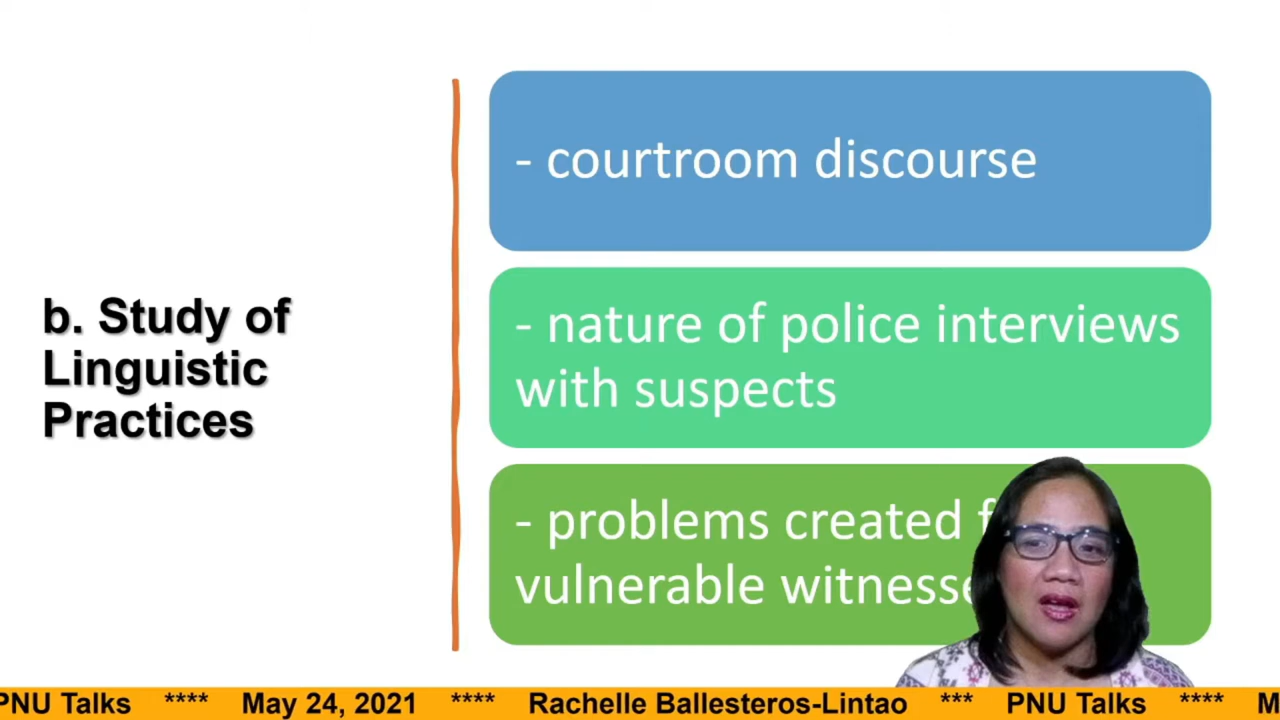 b. Study of
Linguistic
Practices
- courtroom discourse
- nature of police interviews
with suspects
- problems created
vulnerable
PNU Talks **** May 24, 2021 **** Rachelle Ballesteros-Lintao *** PNU Talks ****